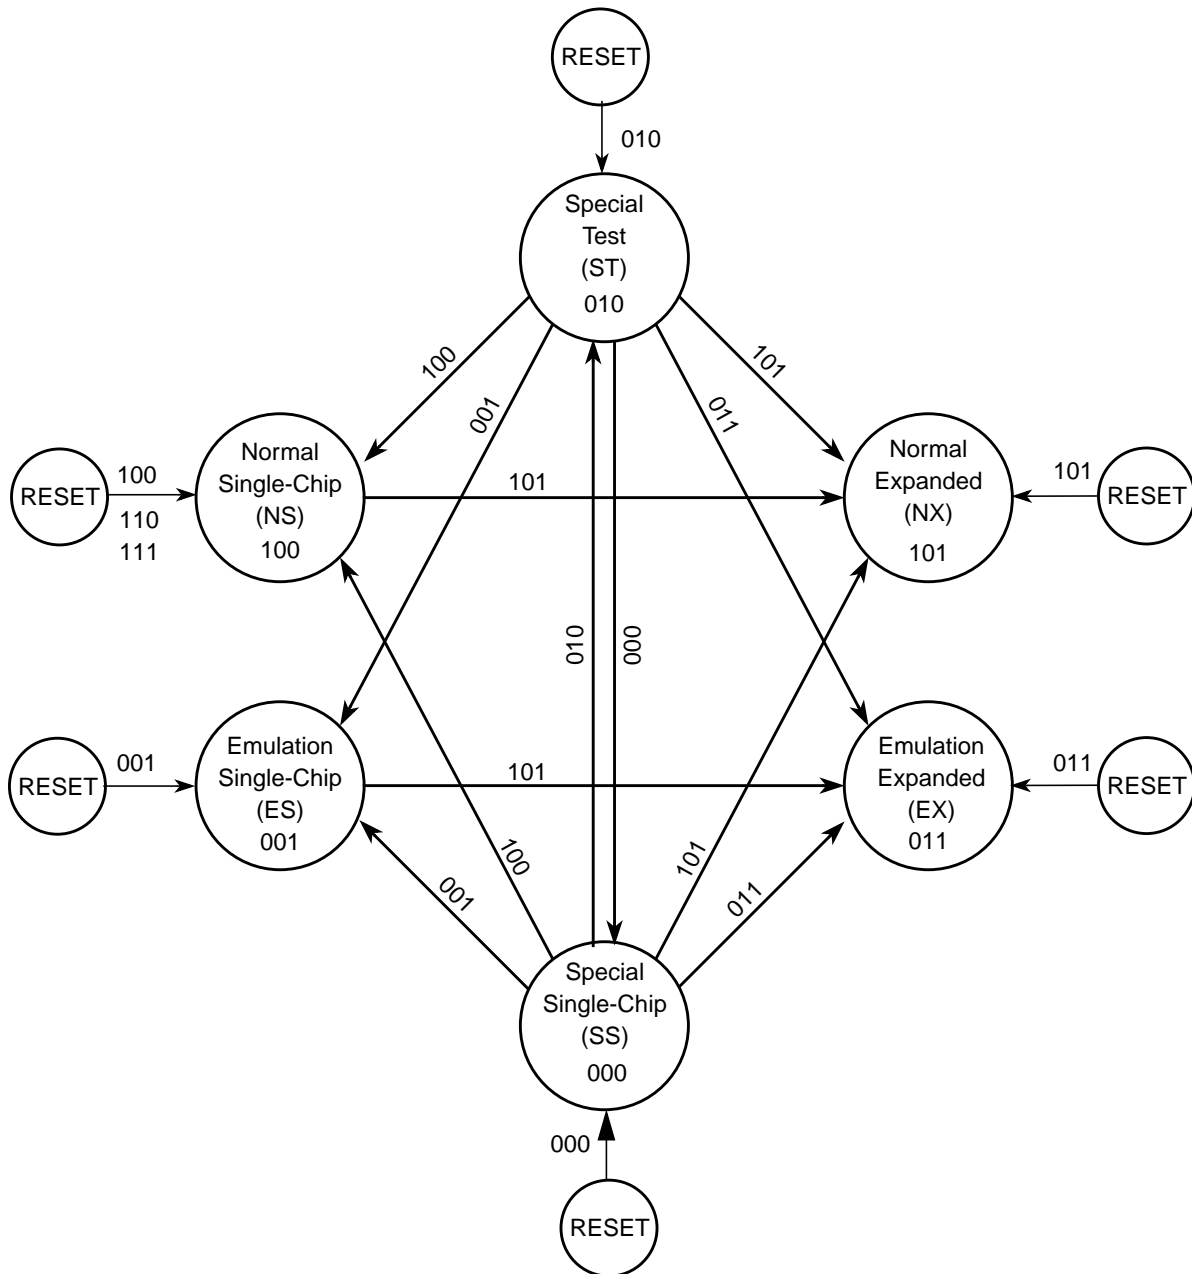 RESET
010
Special
Test
(ST)
010
100
001
101
011
Normal
Single-Chip
(NS)
100
RESET
100
110
111
101
Normal
Expanded
(NX)
101
101
RESET
010
000
Emulation
Single-Chip
(ES)
001
RESET
001
101
Emulation
Expanded
(EX)
011
011
RESET
001
100
101
011
Special
Single-Chip
(SS)
000
000
RESET